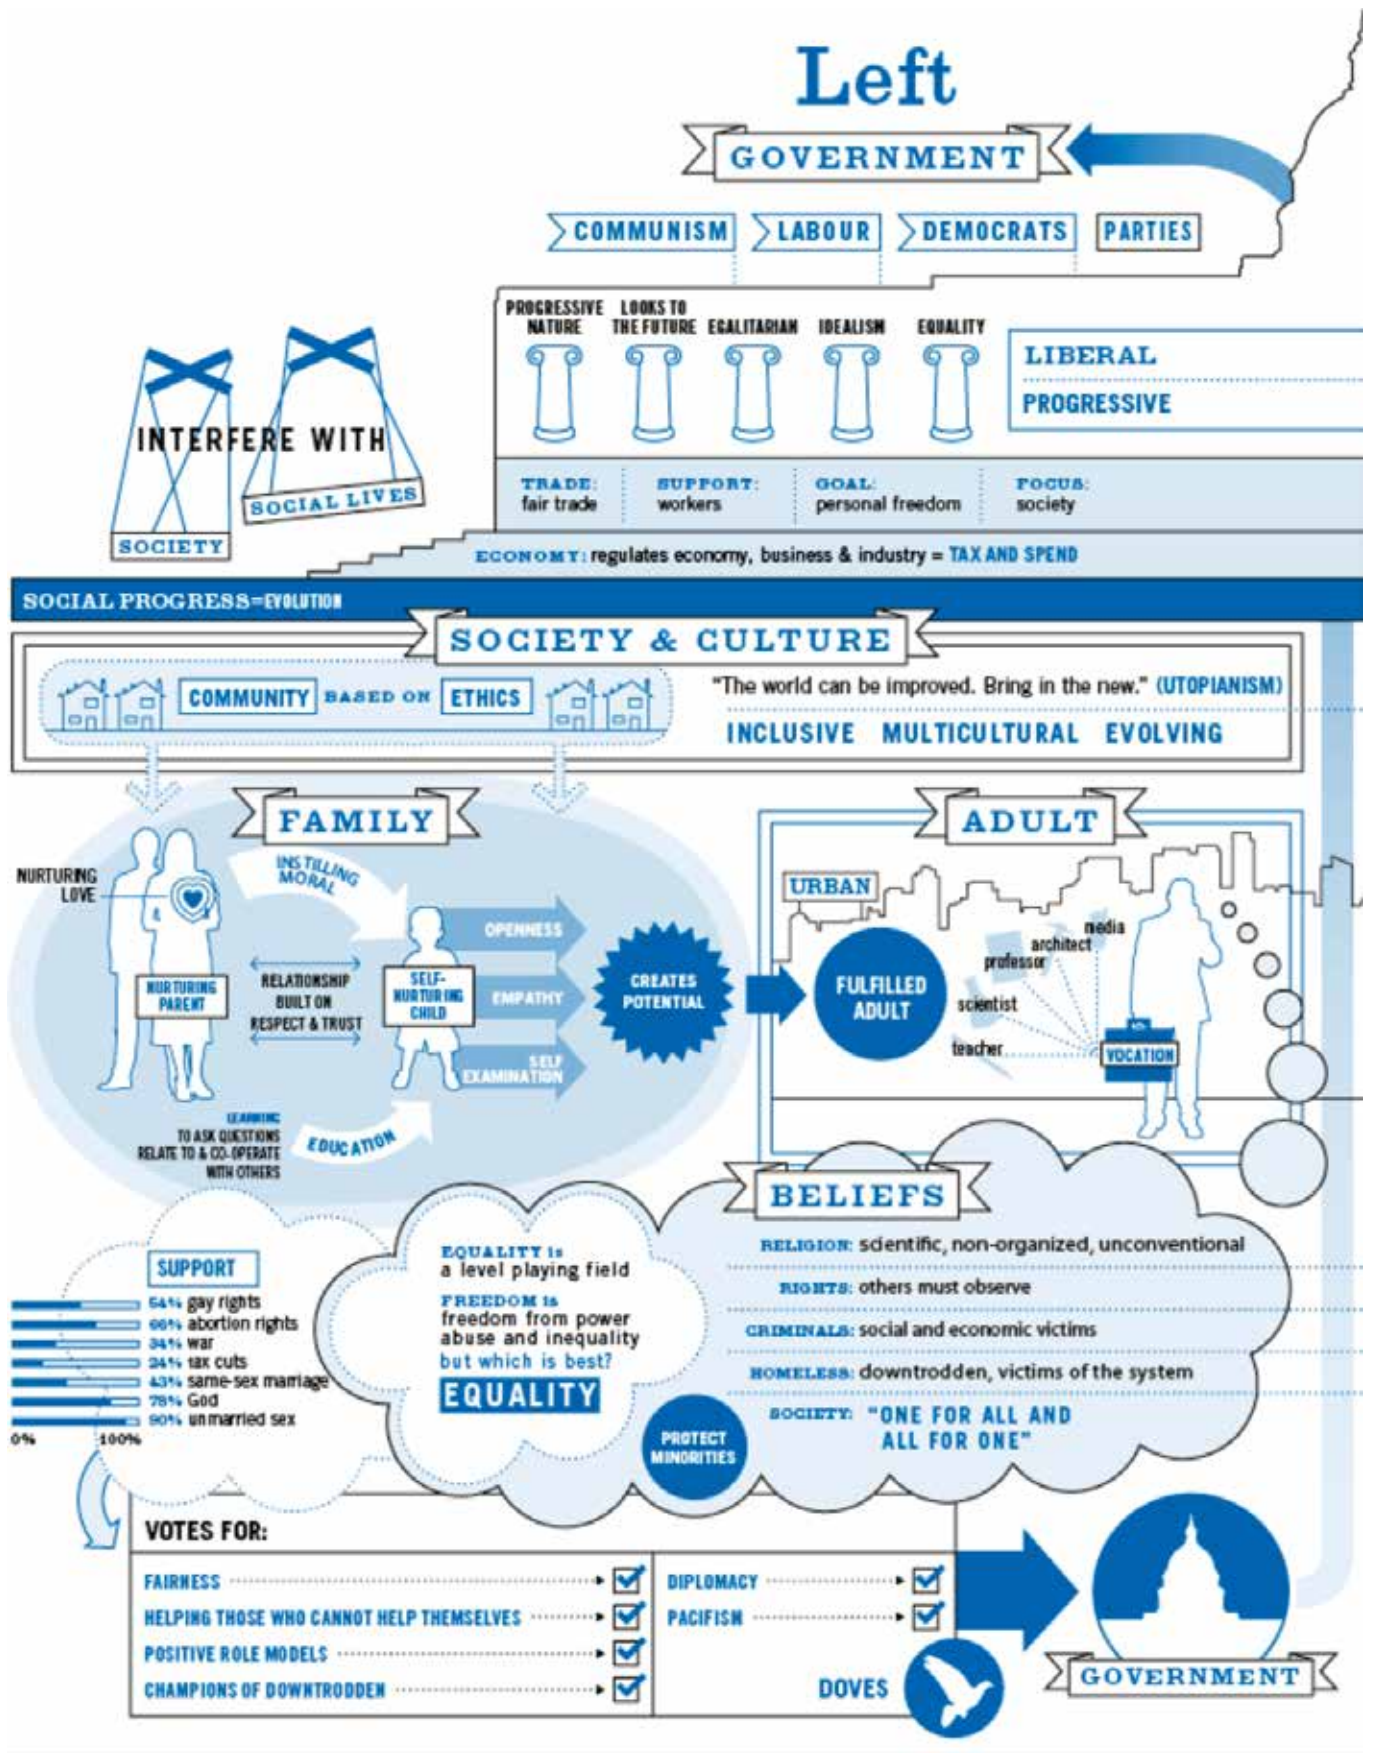 Left
GOVERNMENT
COMMUNISM
LABOUR
DEMOCRATS
PARTIES
PROGRESSIVE NATURE
LOOKS TO THE FUTURE
EGALITARIAN
IDEALISM
EQUALITY
LIBERAL
PROGRESSIVE
INTERFERE WITH
SOCIAL LIVES
SOCIETY
TRADE:
fair trade
SUPPORT:
workers
GOAL:
personal freedom
FOCUS:
society
ECONOMY: regulates economy, business & industry = TAX AND SPEND
SOCIAL PROGRESS=EVOLUTION
SOCIETY & CULTURE
COMMUNITY BASED ON ETHICS
"The world can be improved. Bring in the new." (UTOPIANISM)
INCLUSIVE MULTICULTURAL EVOLVING
FAMILY
NURTURING
LOVE
INSTILLING
MORAL
NURTURING
PARENT
RELATIONSHIP
BUILT ON
RESPECT & TRUST
SELF-
NURTURING
CHILD
OPENNESS
EMPATHY
SELF
EXAMINATION
CREATES
POTENTIAL
LEARNING
TO ASK QUESTIONS
RELATE TO & CO-OPERATE
WITH OTHERS
EDUCATION
ADULT
URBAN
FULFILLED
ADULT
media
architect
professor
scientist
teacher
VOCATION
BELIEFS
RELIGION: scientific, non-organized, unconventional
RIGHTS: others must observe
CRIMINALS: social and economic victims
HOMELESS: downtrodden, victims of the system
SOCIETY: "ONE FOR ALL AND
ALL FOR ONE"
EQUALITY is
a level playing field
FREEDOM is
freedom from power
abuse and inequality
but which is best?
EQUALITY
PROTECT
MINORITIES
SUPPORT
54% gay rights
66% abortion rights
34% war
24% tax cuts
43% same-sex marriage
78% God
90% unmarried sex
0% 100%
VOTES FOR:
FAIRNESS
HELPING THOSE WHO CANNOT HELP THEMSELVES
POSITIVE ROLE MODELS
CHAMPIONS OF DOWNTRODDEN
DIPLOMACY
PACIFISM
DOVES
GOVERNMENT